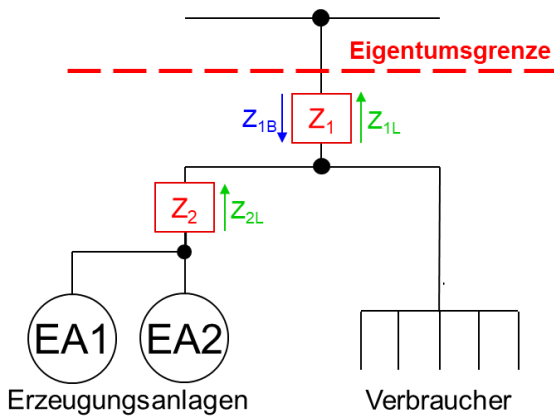 Eigentumsgrenze
Z1B Z1 Z1L
Z2 Z2L
EA1 EA2
Erzeugungsanlagen Verbraucher